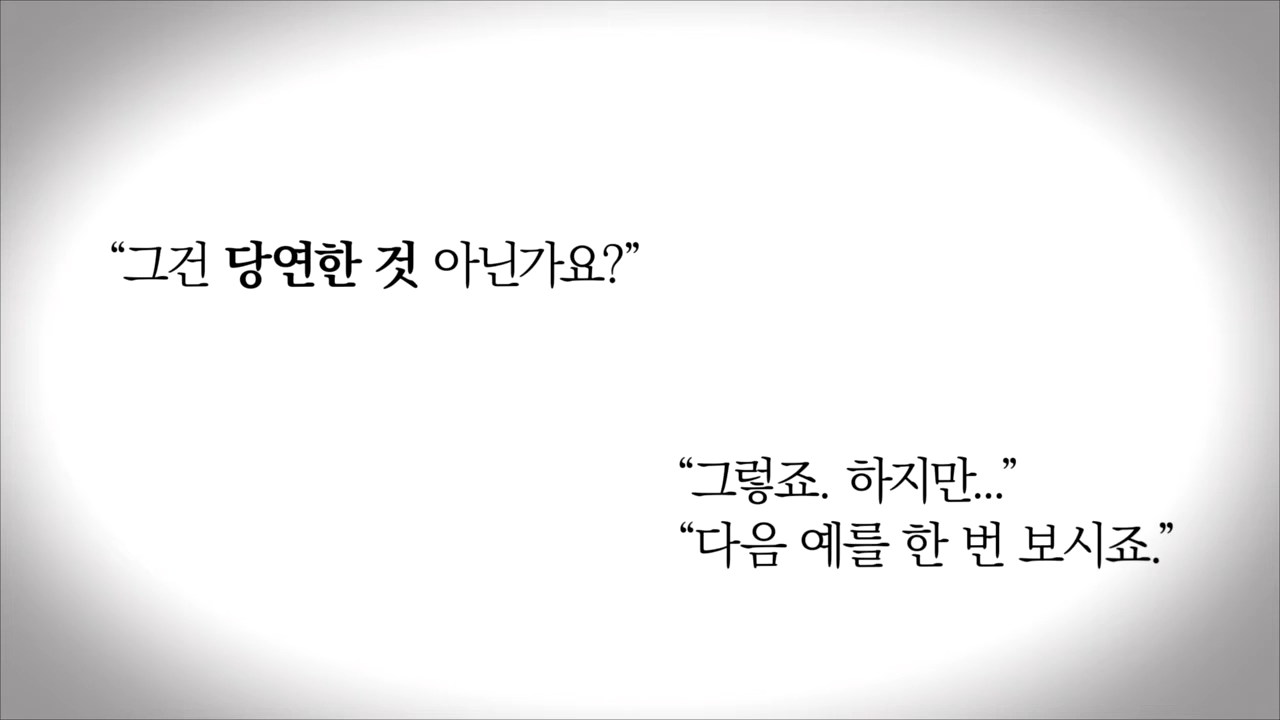 “그건 당연한 것 아닌가요?”
“그렇죠. 하지만...”
“다음 예를 한 번 보시죠.”